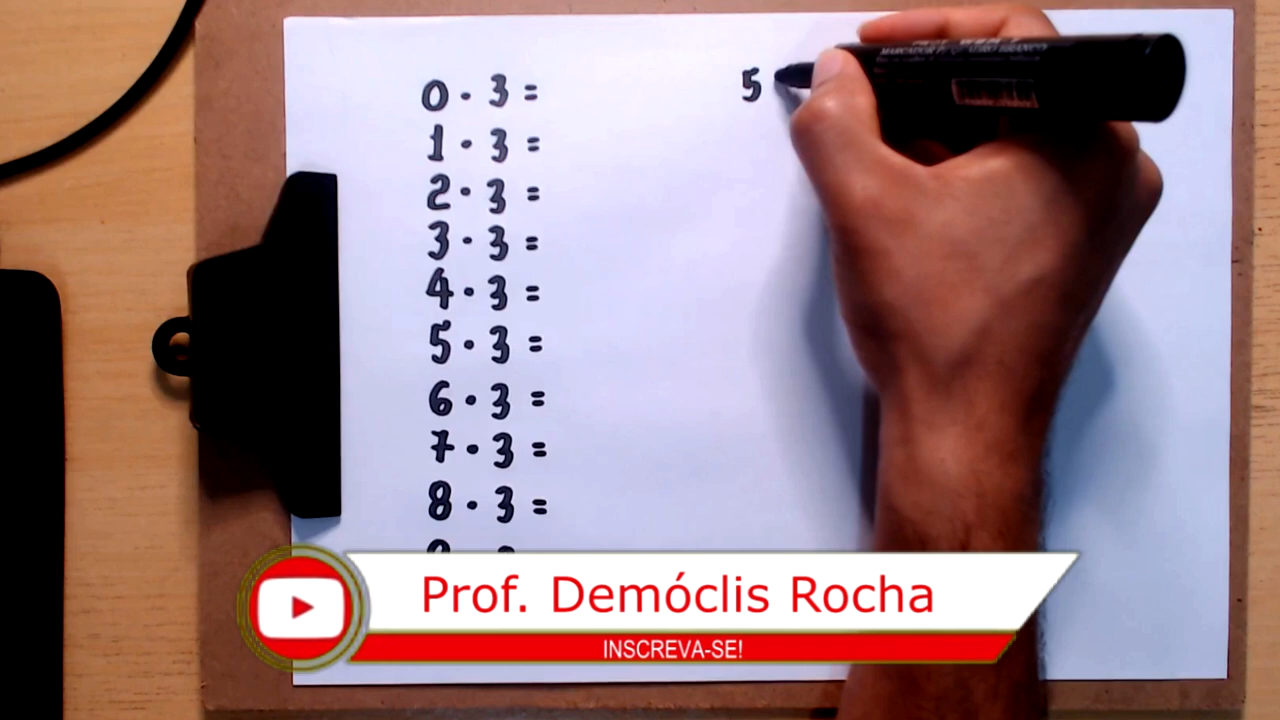 0 · 3 =
1 · 3 =
2 · 3 =
3 · 3 =
4 · 3 =
5 · 3 =
6 · 3 =
7 · 3 =
8 · 3 =
5
Prof. Demóclis Rocha
INSCREVA-SE!